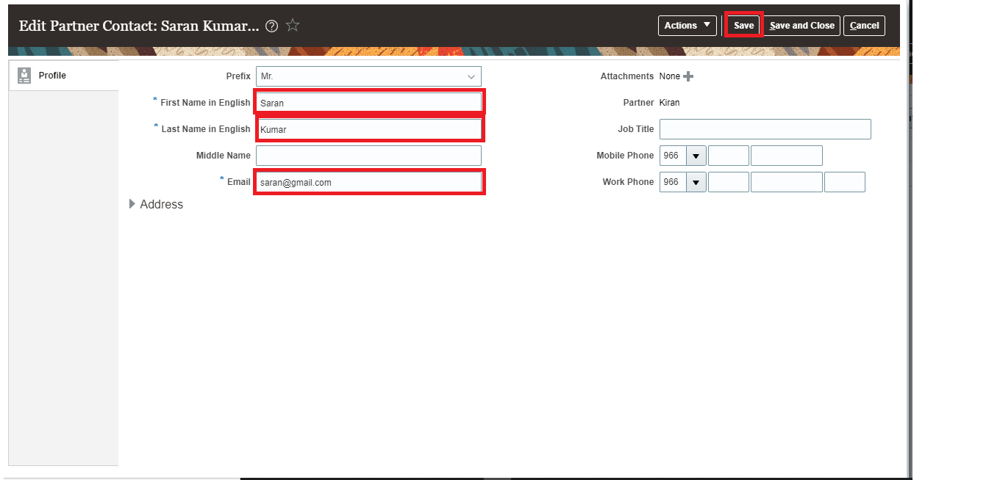 Edit Partner Contact: Saran Kumar... ?
Actions Save Save and Close Cancel
Profile
Prefix Mr.
* First Name in English Saran
* Last Name in English Kumar
Middle Name
* Email saran@gmail.com
Address
Attachments None
Partner Kiran
Job Title
Mobile Phone 966
Work Phone 966